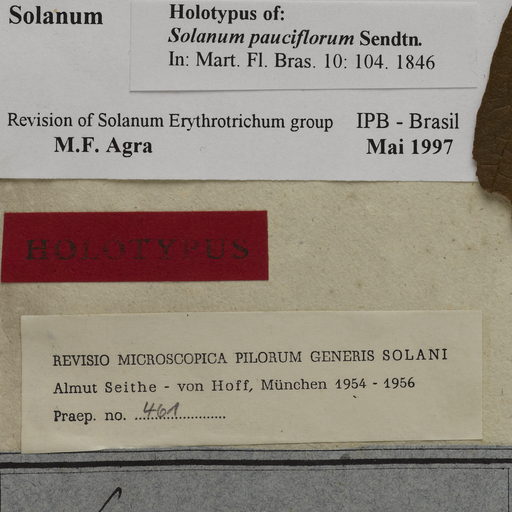 Solanum
Holotypus of:
Solanum pauciflorum Sendtn.
In: Mart. Fl. Bras. 10: 104. 1846
Revision of Solanum Erythrotrichum group IPB - Brasil
M.F. Agra Mai 1997
HOLOTYPUS
REVISIO MICROSCOPICA PILORUM GENERIS SOLANI
Almut Seithe - von Hoff, München 1954 - 1956
Praep. no. 461